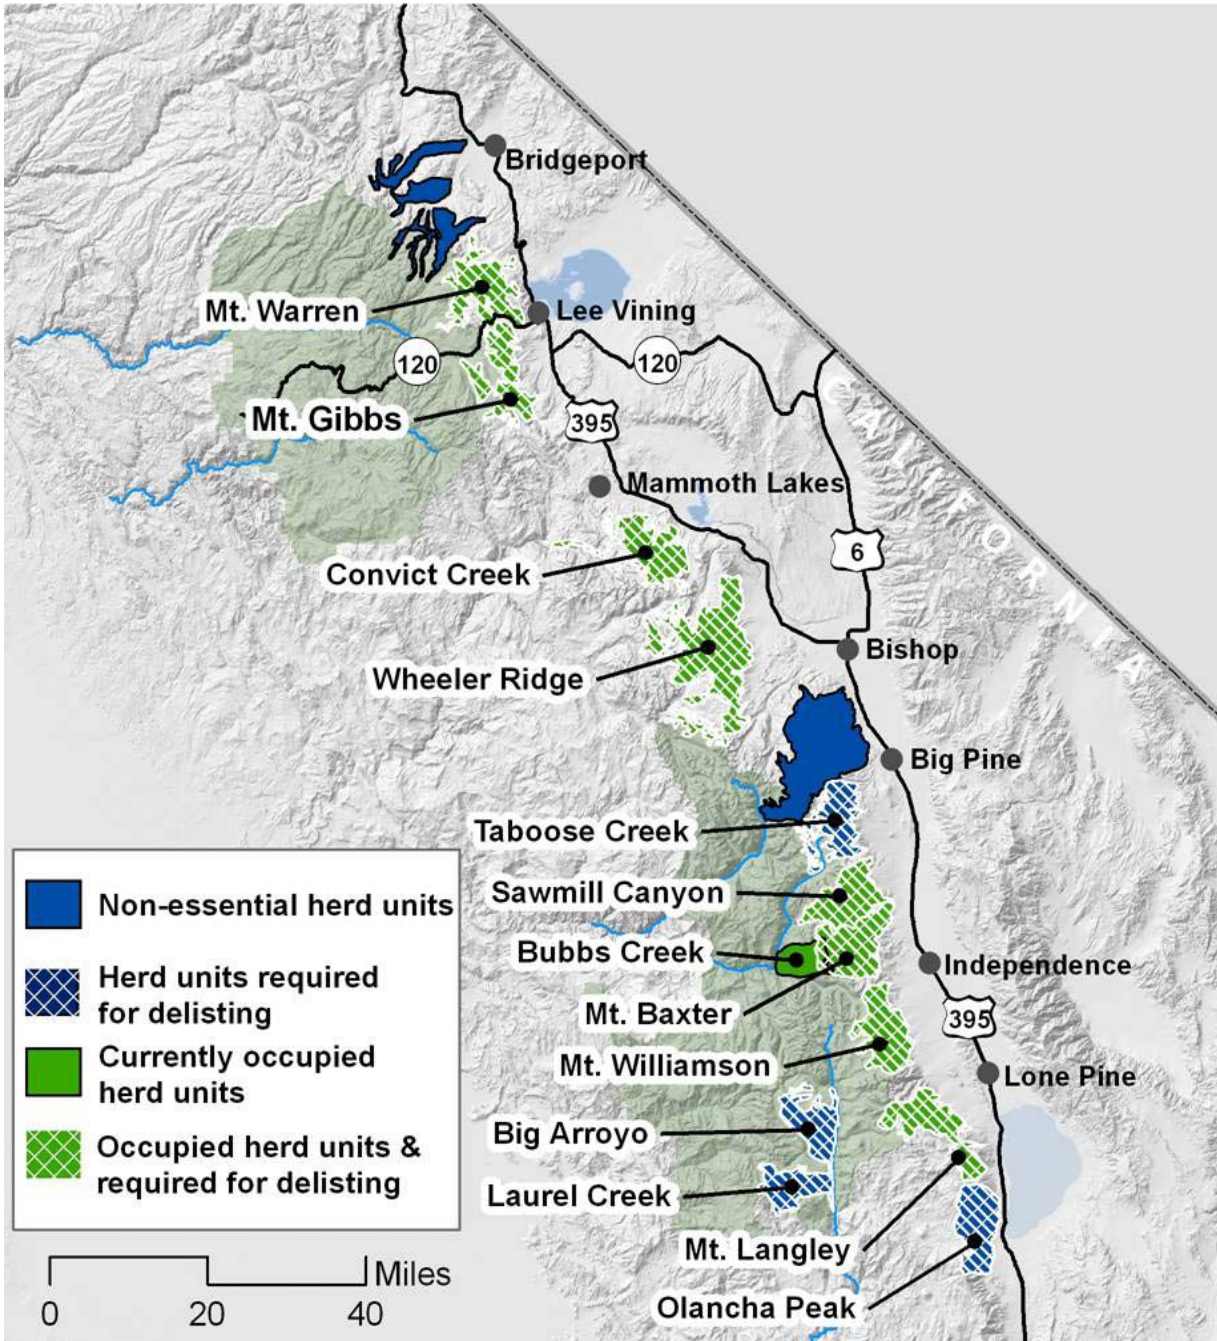 Bridgeport
Mt. Warren
Lee Vining
120
120
Mt. Gibbs
395
CALIFORNIA
Mammoth Lakes
6
Convict Creek
Bishop
Wheeler Ridge
Big Pine
Taboose Creek
Sawmill Canyon
Bubbs Creek
Independence
Mt. Baxter
395
Mt. Williamson
Lone Pine
Big Arroyo
Laurel Creek
Mt. Langley
Olancha Peak
Non-essential herd units
Herd units required
for delisting
Currently occupied
herd units
Occupied herd units &
required for delisting
Miles
0 20 40